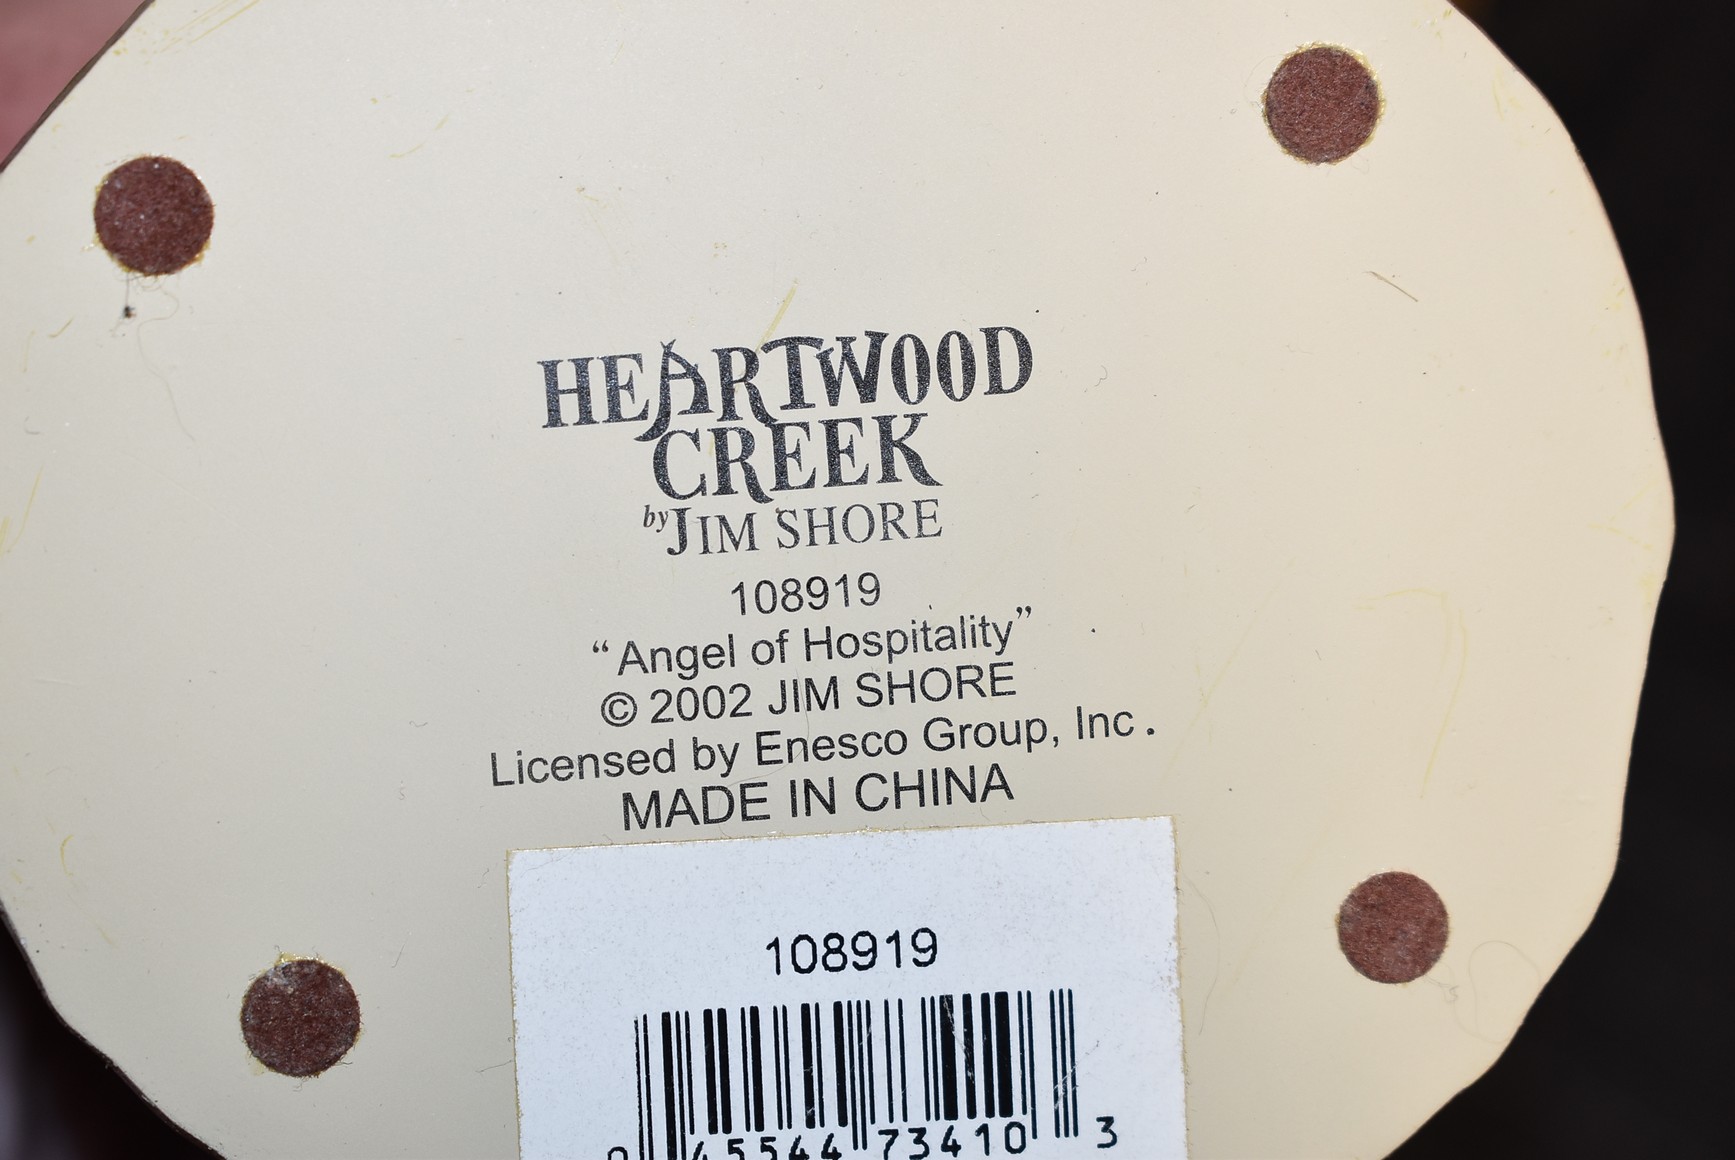 HEARTWOOD
CREEK
by JIM SHORE
108919
“Angel of Hospitality”
© 2002 JIM SHORE
Licensed by Enesco Group, Inc.
MADE IN CHINA
108919
0 45544 73410 3